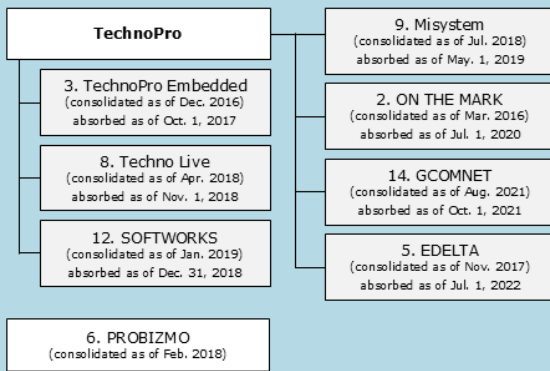 TechnoPro
3. TechnoPro Embedded
(consolidated as of Dec. 2016)
absorbed as of Oct. 1, 2017
8. Techno Live
(consolidated as of Apr. 2018)
absorbed as of Nov. 1, 2018
12. SOFTWORKS
(consolidated as of Jan. 2019)
absorbed as of Dec. 31, 2018
9. Misystem
(consolidated as of Jul. 2018)
absorbed as of May. 1, 2019
2. ON THE MARK
(consolidated as of Mar. 2016)
absorbed as of Jul. 1, 2020
14. GCOMNET
(consolidated as of Aug. 2021)
absorbed as of Oct. 1, 2021
5. EDELTA
(consolidated as of Nov. 2017)
absorbed as of Jul. 1, 2022
6. PROBIZMO
(consolidated as of Feb. 2018)